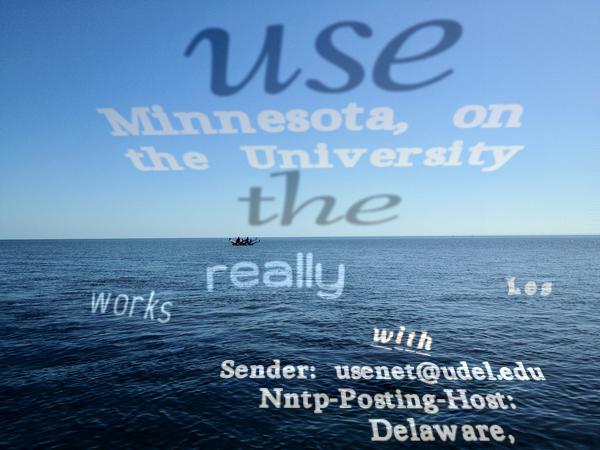 use
Minnesota, on
the University
the
really
Los
works
with
Sender: usenet@udel.edu
Nntp-Posting-Host:
Delaware,